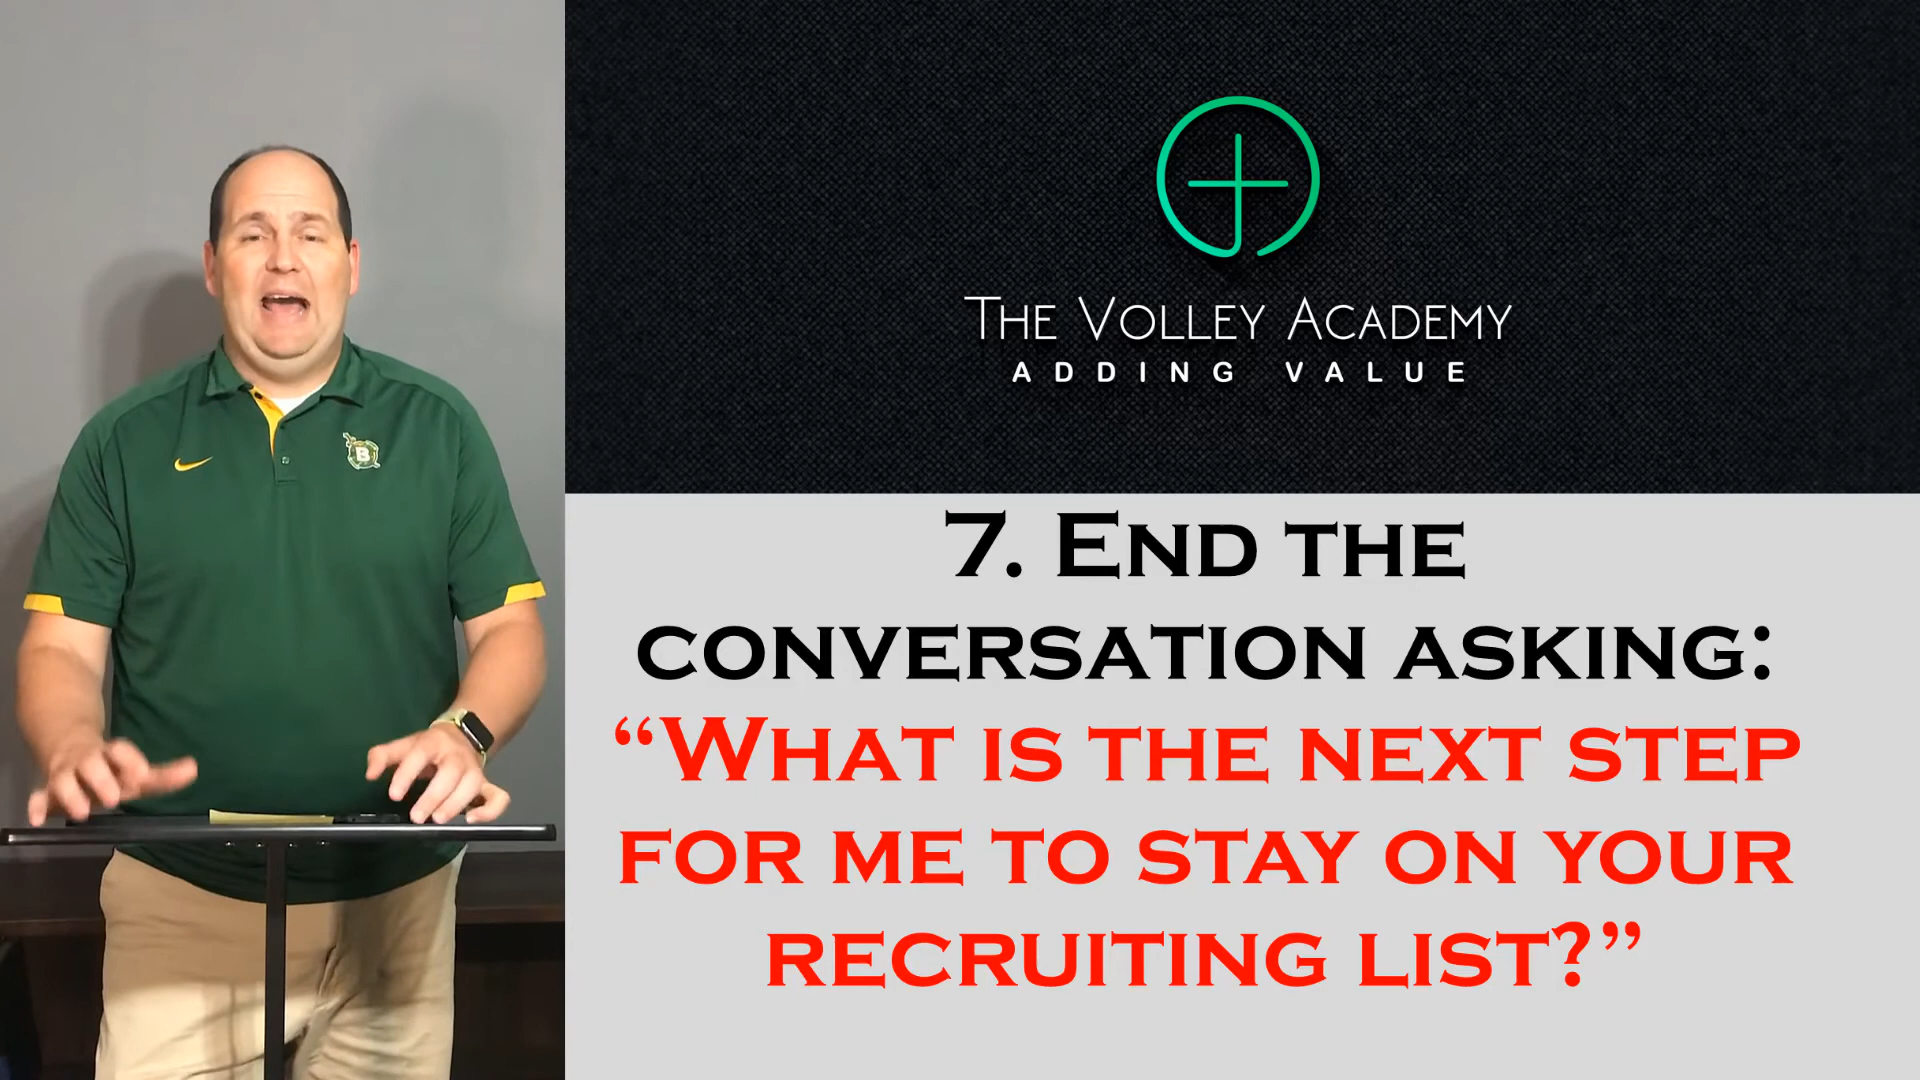 THE VOLLEY ACADEMY
ADDING VALUE
B
7. END THE
CONVERSATION ASKING:
“WHAT IS THE NEXT STEP
FOR ME TO STAY ON YOUR
RECRUITING LIST?”